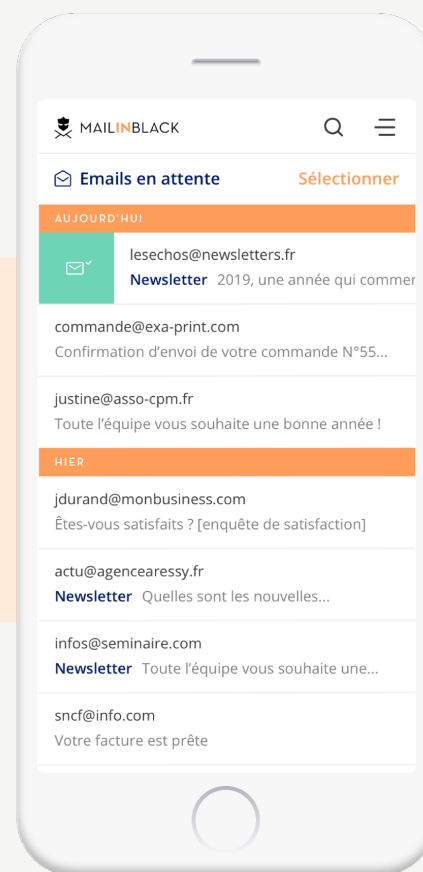 MAILINBLACK
Emails en attente Sélectionner
AUJOURD'HUI
lesechos@newsletters.fr
Newsletter 2019, une année qui commer
commande@exa-print.com
Confirmation d'envoi de votre commande N°55...
justine@asso-cpm.fr
Toute l'équipe vous souhaite une bonne année !
HIER
jdurand@monbusiness.com
Êtes-vous satisfaits ? [enquête de satisfaction]
actu@agencearessy.fr
Newsletter Quelles sont les nouvelles...
infos@seminaire.com
Newsletter Toute l'équipe vous souhaite une...
sncf@info.com
Votre facture est prête